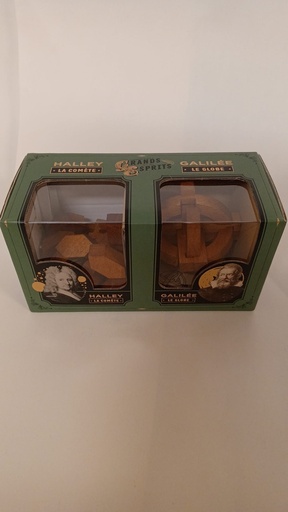 HALLEY
LA COMÈTE
GRANDS
ESPRITS
GALILÉE
LE GLOBE
HALLEY
LA COMÈTE
GALILÉE
LE GLOBE